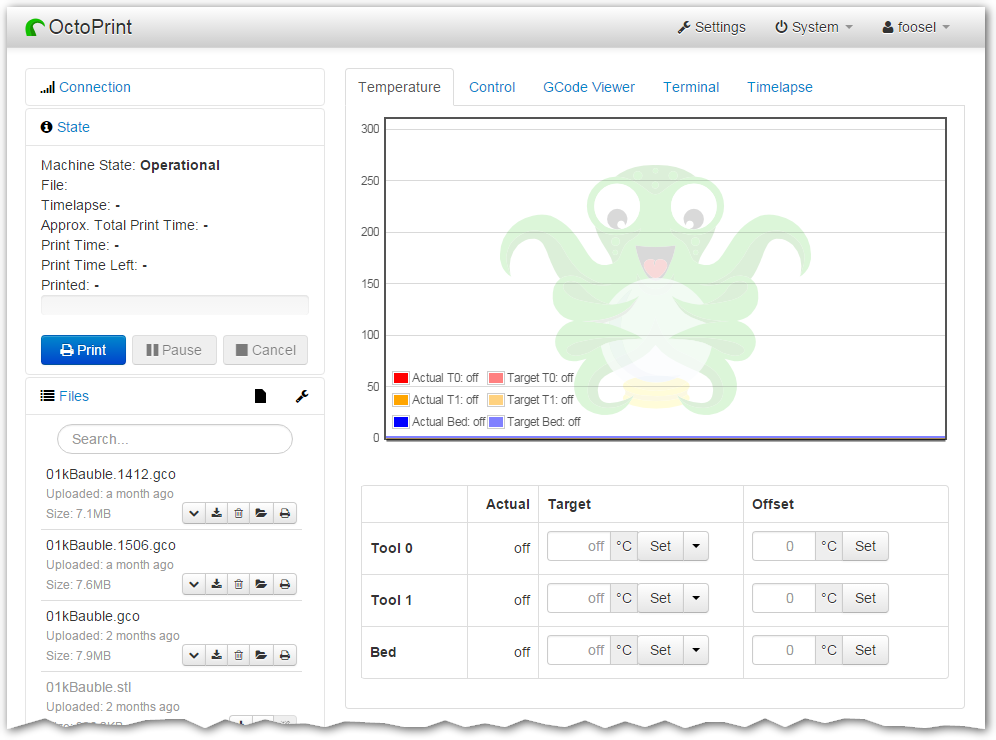 OctoPrint
Settings System foosel
Connection
State
Machine State: Operational
File:
Timelapse: -
Approx. Total Print Time: -
Print Time: -
Print Time Left: -
Printed: -
Print Pause Cancel
Files
Search...
01kBauble.1412.gco
Uploaded: a month ago
Size: 7.1MB
01kBauble.1506.gco
Uploaded: a month ago
Size: 7.6MB
01kBauble.gco
Uploaded: 2 months ago
Size: 7.9MB
01kBauble.stl
Uploaded: 2 months ago
Temperature Control GCode Viewer Terminal Timelapse
300
250
200
150
100
50
0
Actual T0: off Target T0: off
Actual T1: off Target T1: off
Actual Bed: off Target Bed: off
Actual Target Offset
Tool 0 off off °C Set 0 °C Set
Tool 1 off off °C Set 0 °C Set
Bed off off °C Set 0 °C Set